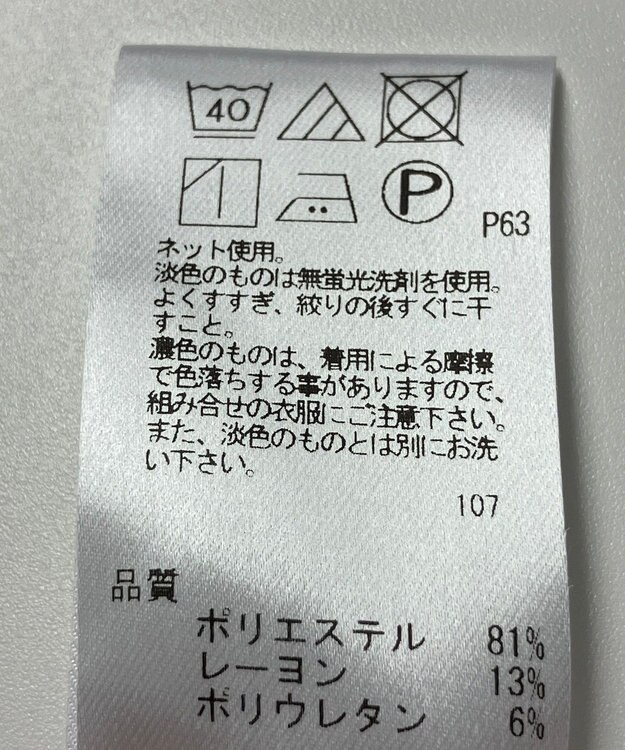 40
P
P63
ネット使用。
淡色のものは無蛍光洗剤を使用。
よくすすぎ、絞りの後すぐに干
すこと。
濃色のものは、着用による摩擦
で色落ちする事がありますので、
組み合せの衣服にご注意下さい。
また、淡色のものとは別にお洗
い下さい。
107
品質
ポリエステル 81%
レーヨン 13%
ポリウレタン 6%